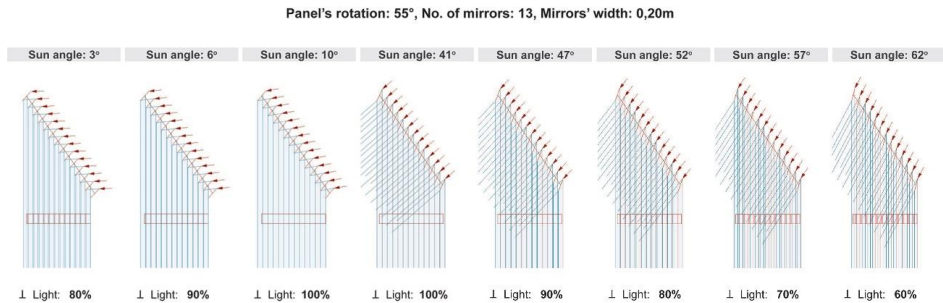 Panel's rotation: 55°, No. of mirrors: 13, Mirrors' width: 0,20m
Sun angle: 3° Sun angle: 6° Sun angle: 10° Sun angle: 41° Sun angle: 47° Sun angle: 52° Sun angle: 57° Sun angle: 62°
⊥ Light: 80% ⊥ Light: 90% ⊥ Light: 100% ⊥ Light: 100% ⊥ Light: 90% ⊥ Light: 80% ⊥ Light: 70% ⊥ Light: 60%